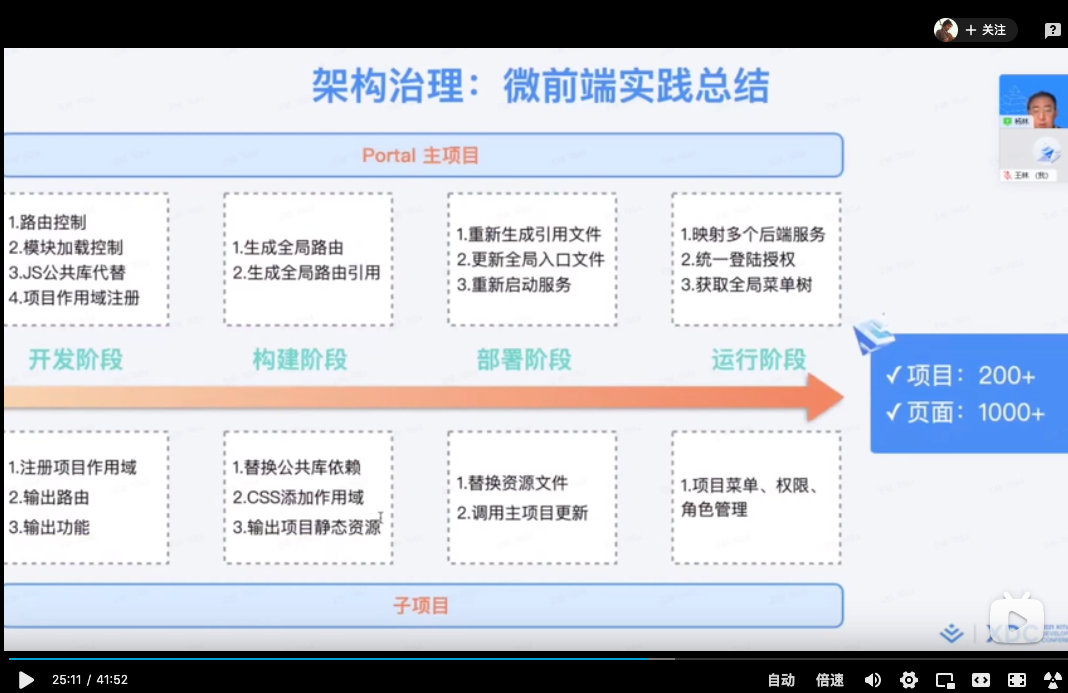 + 关注
?
架构治理：微前端实践总结
Portal 主项目
1.路由控制
2.模块加载控制
3.JS公共库代替
4.项目作用域注册
1.生成全局路由
2.生成全局路由引用
1.重新生成引用文件
2.更新全局入口文件
3.重新启动服务
1.映射多个后端服务
2.统一登陆授权
3.获取全局菜单树
杨林
王林 （我）
开发阶段
构建阶段
部署阶段
运行阶段
✓项目：200+
✓页面：1000+
1.注册项目作用域
2.输出路由
3.输出功能
1.替换公共库依赖
2.CSS添加作用域
3.输出项目静态资源
1.替换资源文件
2.调用主项目更新
1.项目菜单、权限、
角色管理
子项目
XDC
25:11 / 41:52
自动
倍速